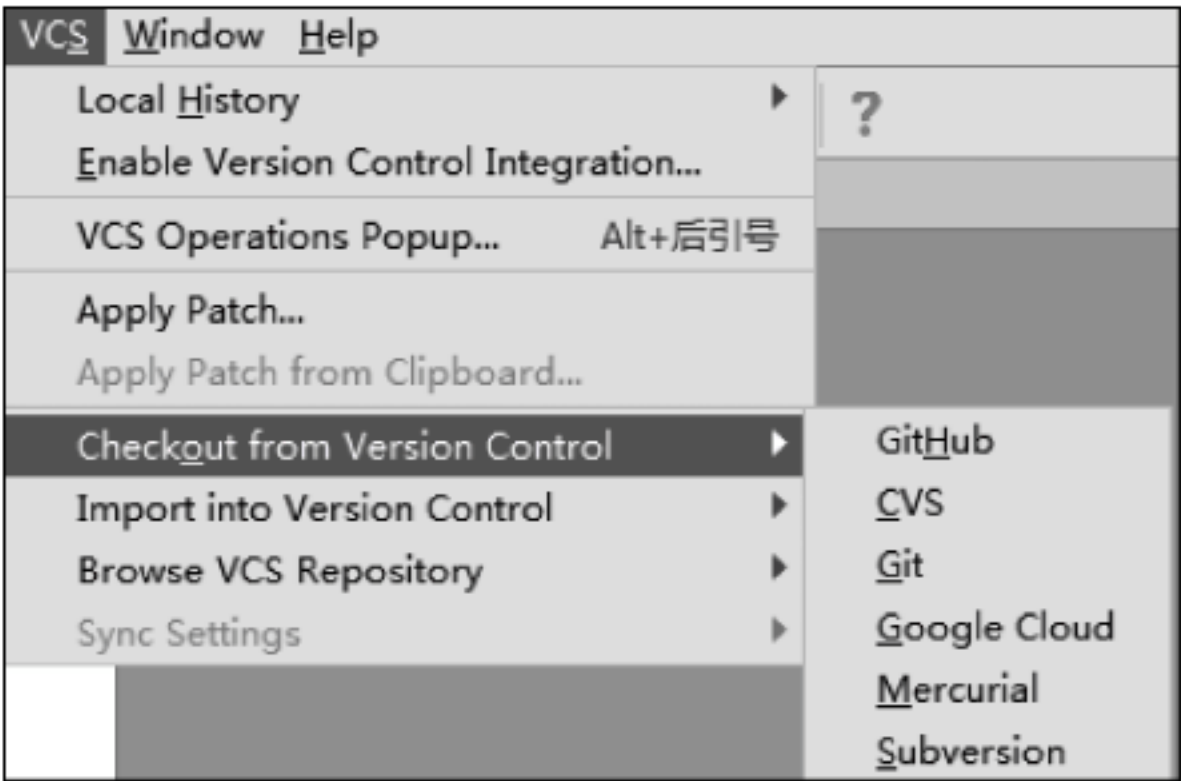 VCS Window Help
Local History
?
Enable Version Control Integration...
VCS Operations Popup... Alt+后引号
Apply Patch...
Apply Patch from Clipboard...
Checkout from Version Control
Import into Version Control
Browse VCS Repository
Sync Settings
GitHub
CVS
Git
Google Cloud
Mercurial
Subversion